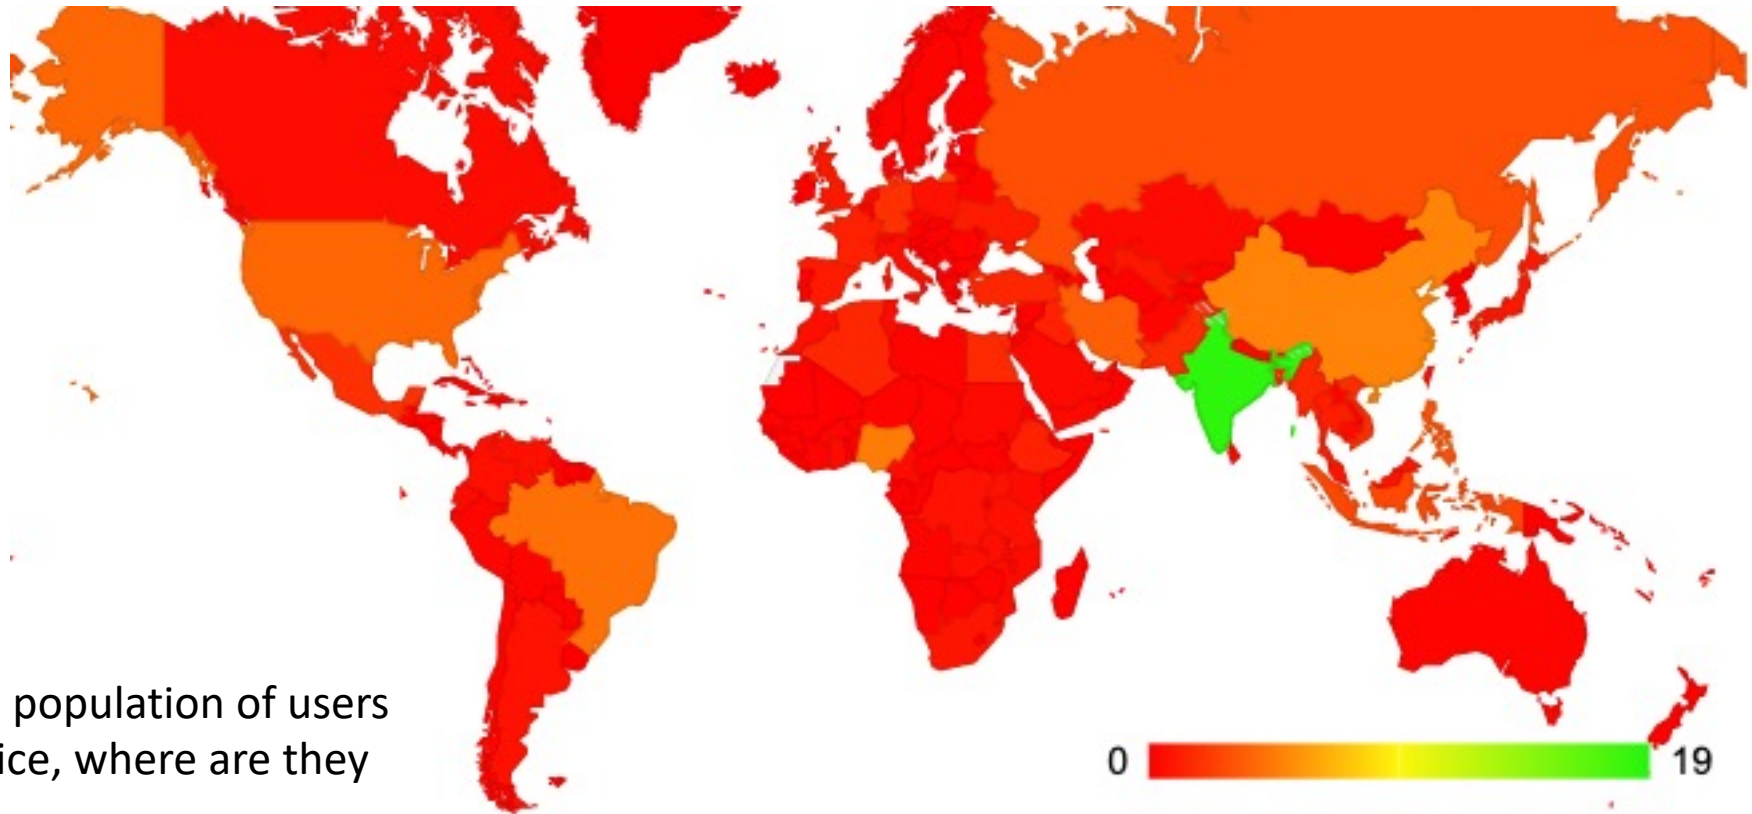 population of users
ice, where are they
0 19